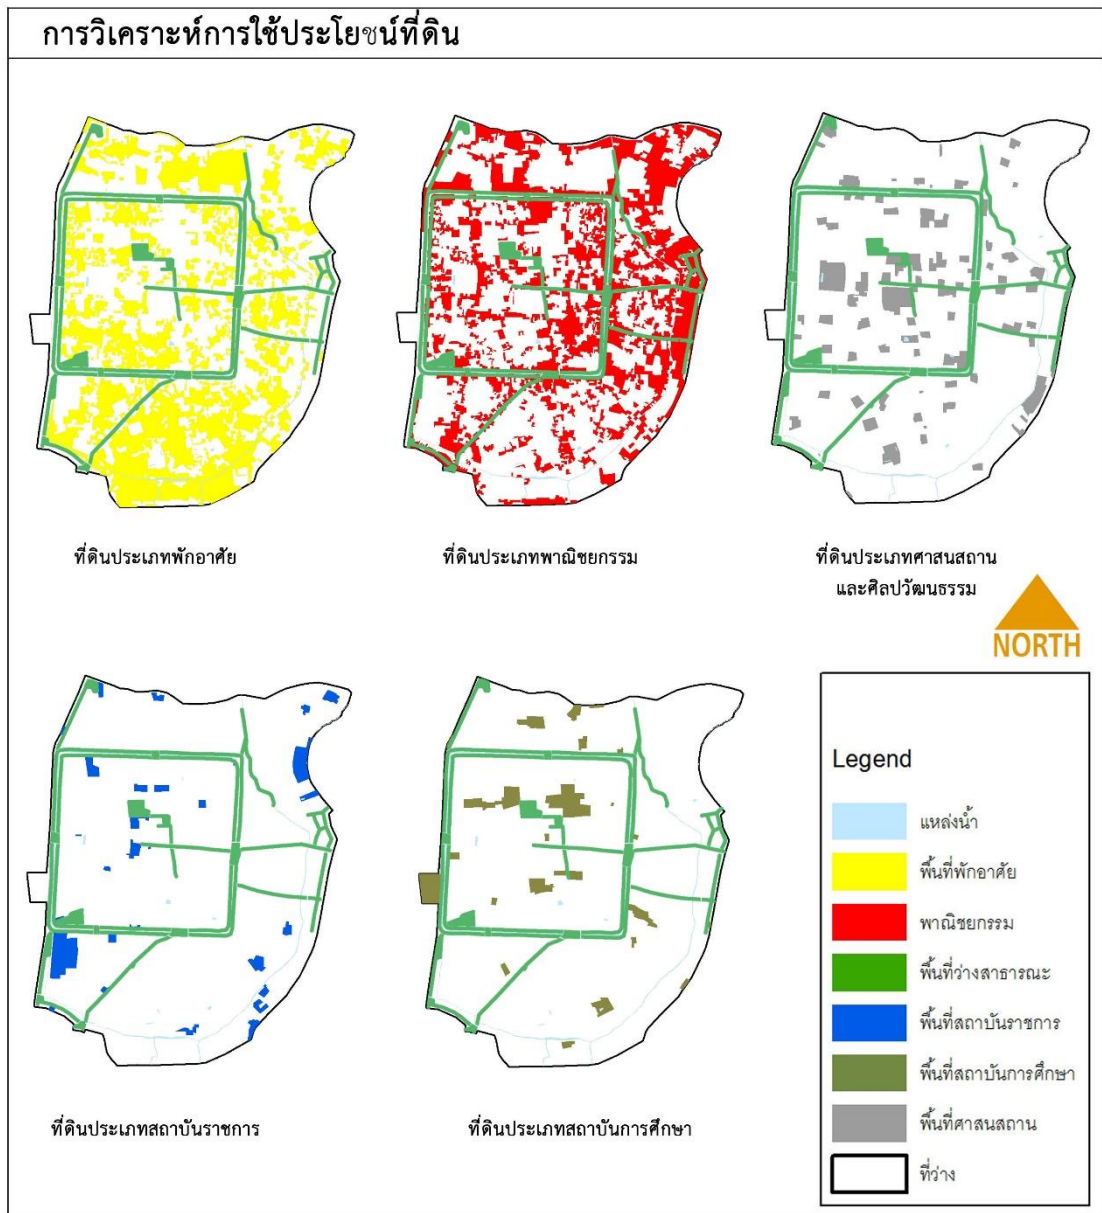 การวิเคราะห์การใช้ประโยชน์ที่ดิน
ที่ดินประเภทพักอาศัย
ที่ดินประเภทพาณิชยกรรม
ที่ดินประเภทศาสนสถาน
และศิลปวัฒนธรรม
NORTH
ที่ดินประเภทสถาบันราชการ
ที่ดินประเภทสถาบันการศึกษา
Legend
แหล่งน้ำ
พื้นที่พักอาศัย
พาณิชยกรรม
พื้นที่ว่างสาธารณะ
พื้นที่สถาบันราชการ
พื้นที่สถาบันการศึกษา
พื้นที่ศาสนสถาน
ที่ว่าง